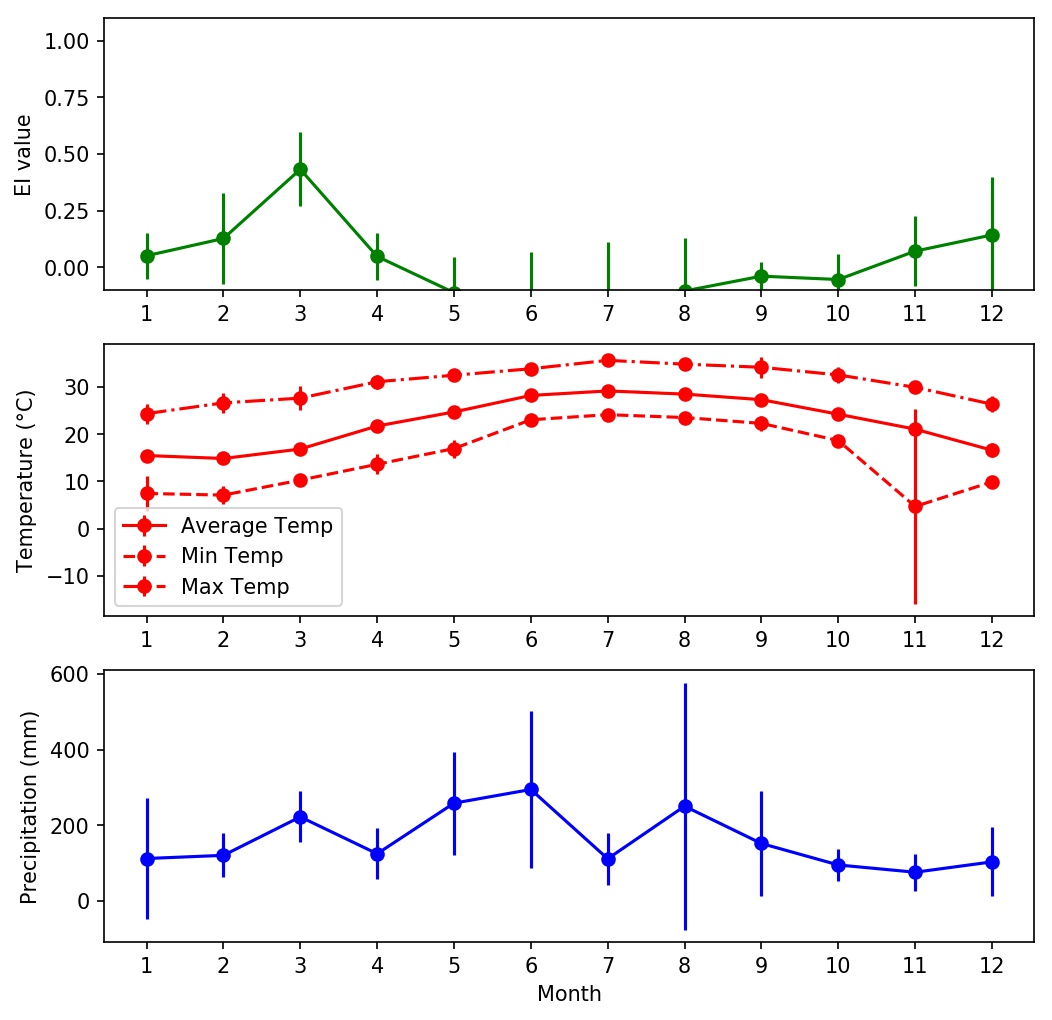 EI value
1.00
0.75
0.50
0.25
0.00
1 2 3 4 5 6 7 8 9 10 11 12
Temperature (°C)
30
20
10
0
−10
Average Temp
Min Temp
Max Temp
1 2 3 4 5 6 7 8 9 10 11 12
Precipitation (mm)
600
400
200
0
1 2 3 4 5 6 7 8 9 10 11 12
Month